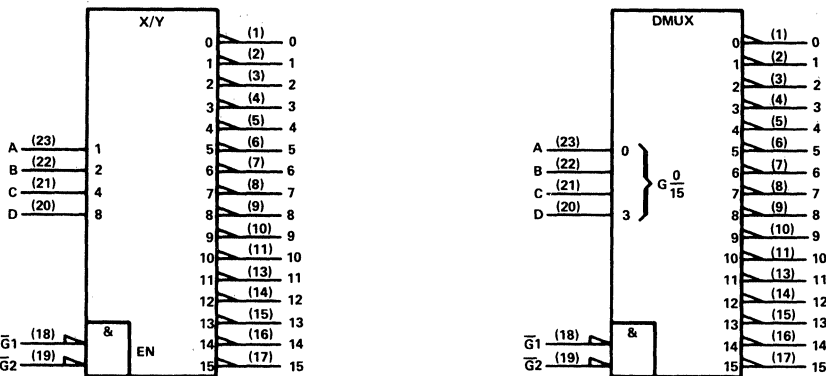 X/Y
0 (1) 0
1 (2) 1
2 (3) 2
3 (4) 3
4 (5) 4
A (23) 1 5 (6) 5
B (22) 2 6 (7) 6
C (21) 4 7 (8) 7
D (20) 8 8 (9) 8
9 (10) 9
10 (11) 10
11 (13) 11
12 (14) 12
& 13 (15) 13
G̅1 (18) EN 14 (16) 14
G̅2 (19) 15 (17) 15
DMUX
0 (1) 0
1 (2) 1
2 (3) 2
3 (4) 3
4 (5) 4
A (23) 0 5 (6) 5
B (22) G 0/15 6 (7) 6
C (21) 7 (8) 7
D (20) 3 8 (9) 8
9 (10) 9
10 (11) 10
11 (13) 11
12 (14) 12
& 13 (15) 13
G̅1 (18) 14 (16) 14
G̅2 (19) 15 (17) 15